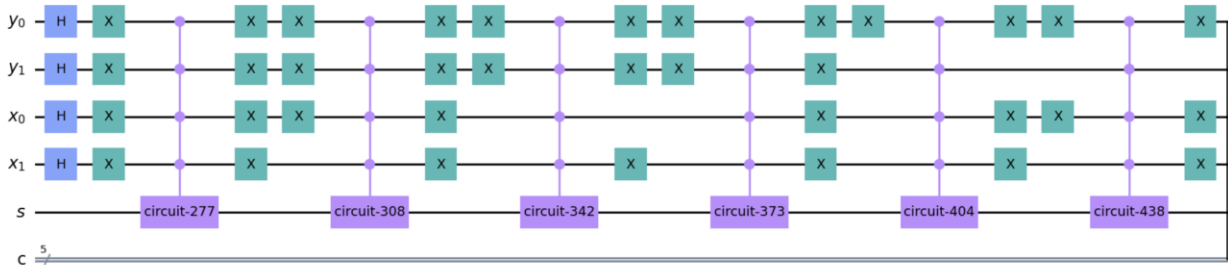 y₀ H X X X X X X X X X X X X
y₁ H X X X X X X X X
x₀ H X X X X X X X X
x₁ H X X X X X X X
s circuit-277 circuit-308 circuit-342 circuit-373 circuit-404 circuit-438
5
c